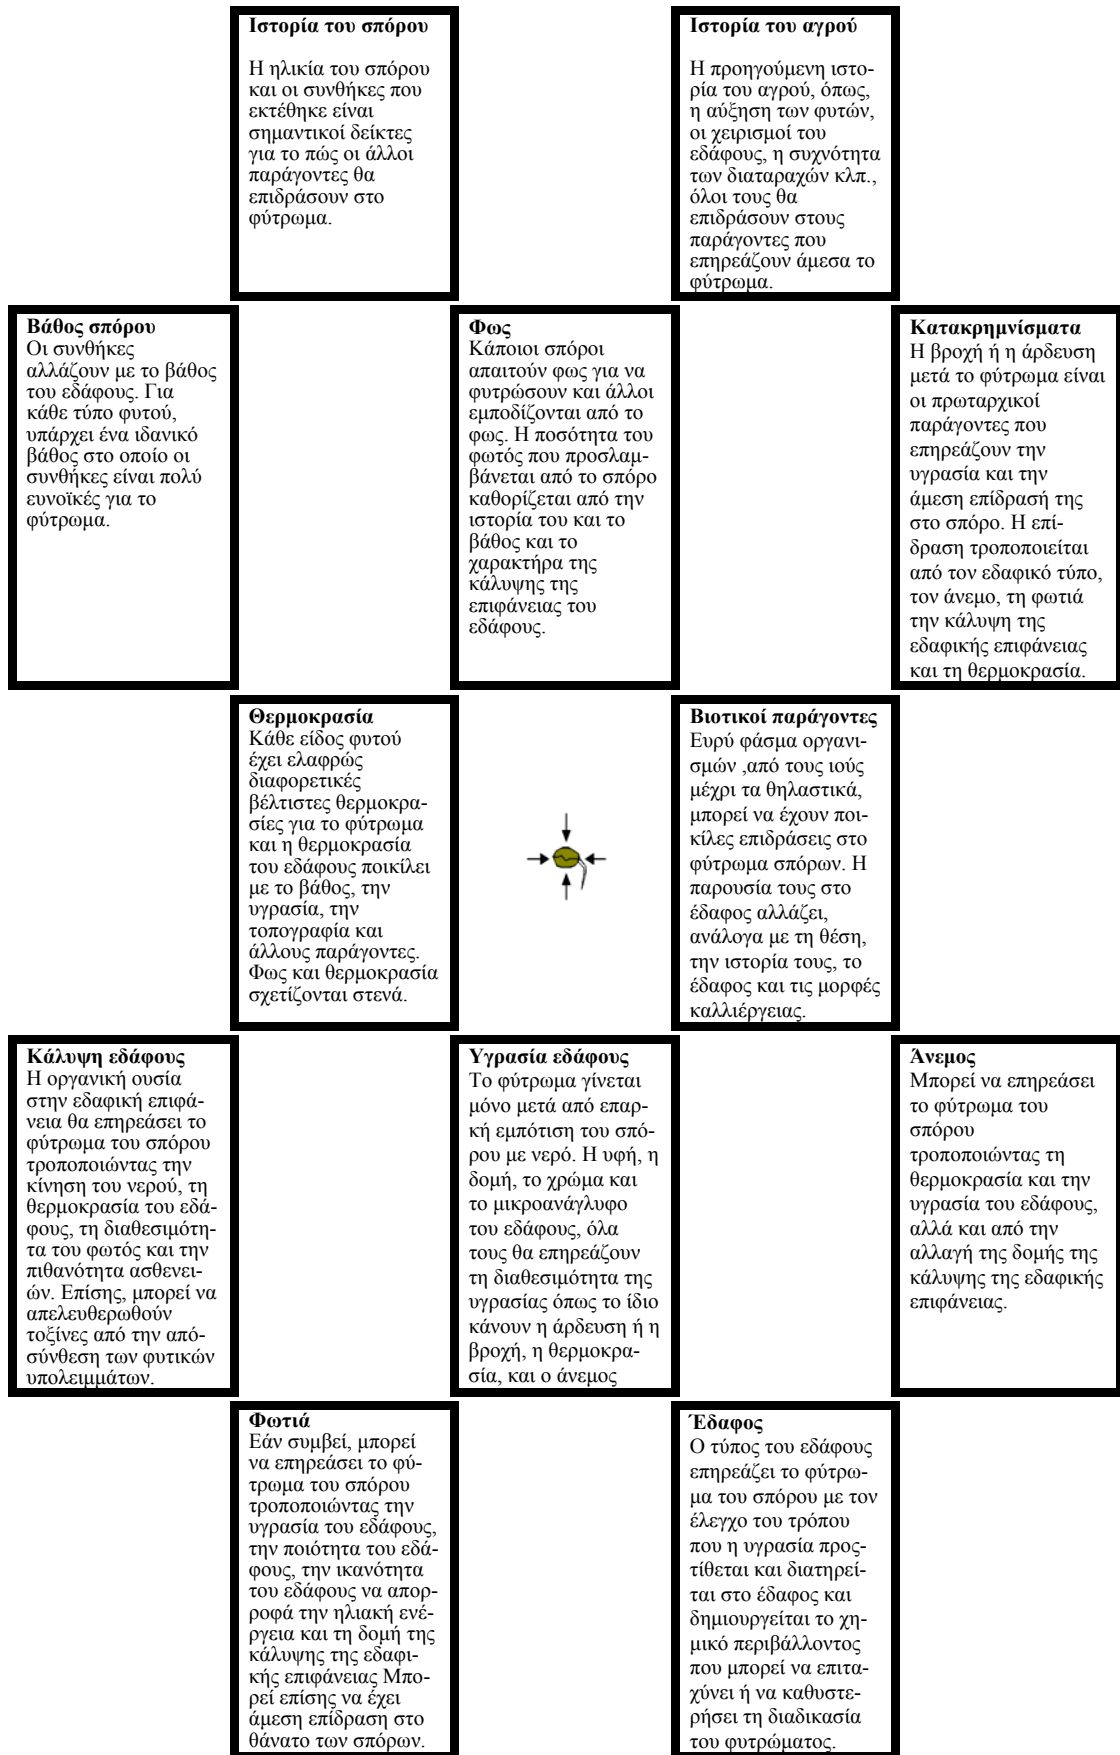 Ιστορία του σπόρου
Η ηλικία του σπόρου
και οι συνθήκες που
εκτέθηκε είναι
σημαντικοί δείκτες
για το πώς οι άλλοι
παράγοντες θα
επιδράσουν στο
φύτρωμα.
Ιστορία του αγρού
Η προηγούμενη ιστο-
ρία του αγρού, όπως,
η αύξηση των φυτών,
οι χειρισμοί του
εδάφους, η συχνότητα
των διαταραχών κλπ.,
όλοι τους θα
επιδράσουν στους
παράγοντες που
επηρεάζουν άμεσα το
φύτρωμα.
Βάθος σπόρου
Οι συνθήκες
αλλάζουν με το βάθος
του εδάφους. Για
κάθε τύπο φυτού,
υπάρχει ένα ιδανικό
βάθος στο οποίο οι
συνθήκες είναι πολύ
ευνοϊκές για το
φύτρωμα.
Φως
Κάποιοι σπόροι
απαιτούν φως για να
φυτρώσουν και άλλοι
εμποδίζονται από το
φως. Η ποσότητα του
φωτός που προσλαμ-
βάνεται από το σπόρο
καθορίζεται από την
ιστορία του και το
βάθος και το
χαρακτήρα της
κάλυψης της
επιφάνειας του
εδάφους.
Κατακρημνίσματα
Η βροχή ή η άρδευση
μετά το φύτρωμα είναι
οι πρωταρχικοί
παράγοντες που
επηρεάζουν την
υγρασία και την
άμεση επίδρασή της
στο σπόρο. Η επί-
δραση τροποποιείται
από τον εδαφικό τύπο,
τον άνεμο, τη φωτιά
την κάλυψη της
εδαφικής επιφάνειας
και τη θερμοκρασία.
Θερμοκρασία
Κάθε είδος φυτού
έχει ελαφρώς
διαφορετικές
βέλτιστες θερμοκρα-
σίες για το φύτρωμα
και η θερμοκρασία
του εδάφους ποικίλει
με το βάθος, την
υγρασία, την
τοπογραφία και
άλλους παράγοντες.
Φως και θερμοκρασία
σχετίζονται στενά.
Βιοτικοί παράγοντες
Ευρύ φάσμα οργανι-
σμών ,από τους ιούς
μέχρι τα θηλαστικά,
μπορεί να έχουν ποι-
κίλες επιδράσεις στο
φύτρωμα σπόρων. Η
παρουσία τους στο
έδαφος αλλάζει,
ανάλογα με τη θέση,
την ιστορία τους, το
έδαφος και τις μορφές
καλλιέργειας.
Κάλυψη εδάφους
Η οργανική ουσία
στην εδαφική επιφά-
νεια θα επηρεάσει το
φύτρωμα του σπόρου
τροποποιώντας την
κίνηση του νερού, τη
θερμοκρασία του εδά-
φους, τη διαθεσιμότη-
τα του φωτός και την
πιθανότητα ασθενει-
ών. Επίσης, μπορεί να
απελευθερωθούν
τοξίνες από την από-
σύνθεση των φυτικών
υπολειμμάτων.
Υγρασία εδάφους
Το φύτρωμα γίνεται
μόνο μετά από επαρ-
κή εμπότιση του σπό-
ρου με νερό. Η υφή, η
δομή, το χρώμα και
το μικροανάγλυφο
του εδάφους, όλα
τους θα επηρεάζουν
τη διαθεσιμότητα της
υγρασίας όπως το ίδιο
κάνουν η άρδευση ή η
βροχή, η θερμοκρα-
σία, και ο άνεμος
Άνεμος
Μπορεί να επηρεάσει
το φύτρωμα του
σπόρου
τροποποιώντας τη
θερμοκρασία και την
υγρασία του εδάφους,
αλλά και από την
αλλαγή της δομής της
κάλυψης της εδαφικής
επιφάνειας.
Φωτιά
Εάν συμβεί, μπορεί
να επηρεάσει το φύ-
τρωμα του σπόρου
τροποποιώντας την
υγρασία του εδάφους,
την ποιότητα του εδά-
φους, την ικανότητα
του εδάφους να απορ-
ροφά την ηλιακή ενέ-
ργεια και τη δομή της
κάλυψης της εδαφι-
κής επιφάνειας Μπο-
ρεί επίσης να έχει
άμεση επίδραση στο
θάνατο των σπόρων.
Έδαφος
Ο τύπος του εδάφους
επηρεάζει το φύτρω-
μα του σπόρου με τον
έλεγχο του τρόπου
που η υγρασία προς-
τίθεται και διατηρεί-
ται στο έδαφος και
δημιουργείται το χη-
μικό περιβάλλοντος
που μπορεί να επιτα-
χύνει ή να καθυστε-
ρήσει τη διαδικασία
του φυτρώματος.